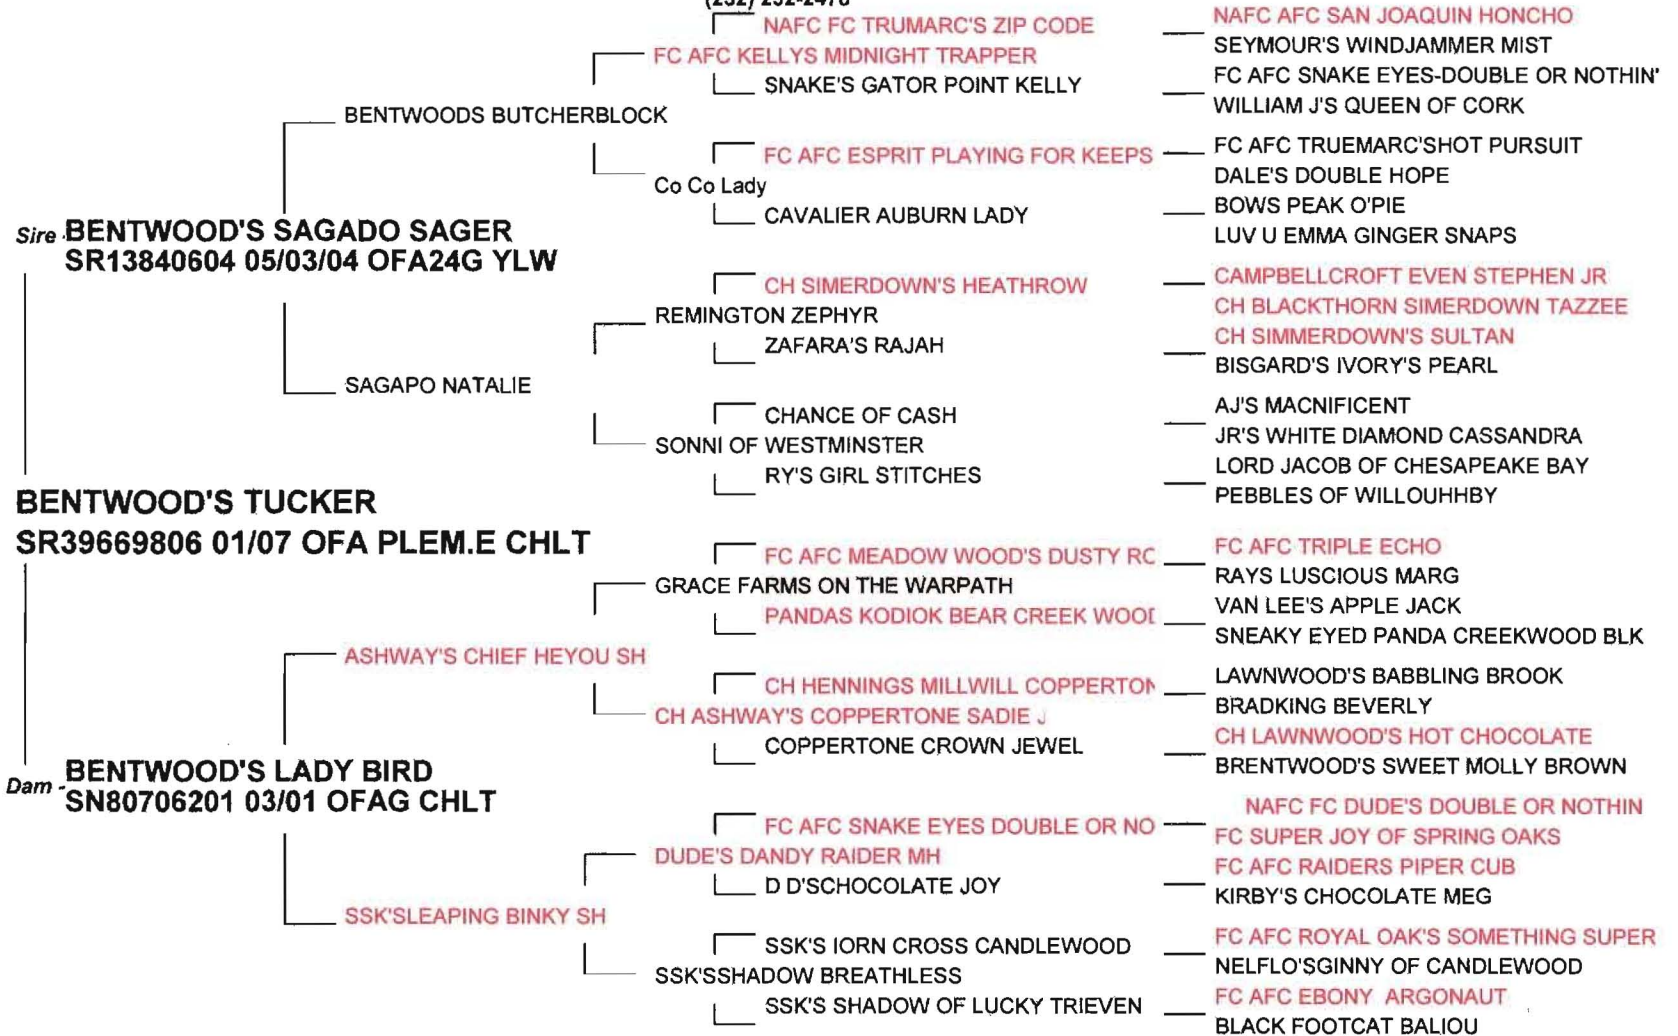 NAFC FC TRUMARC'S ZIP CODE
NAFC AFC SAN JOAQUIN HONCHO
SEYMOUR'S WINDJAMMER MIST
FC AFC KELLYS MIDNIGHT TRAPPER
SNAKE'S GATOR POINT KELLY
FC AFC SNAKE EYES-DOUBLE OR NOTHIN'
WILLIAM J'S QUEEN OF CORK
BENTWOODS BUTCHERBLOCK
FC AFC ESPRIT PLAYING FOR KEEPS
FC AFC TRUEMARC'SHOT PURSUIT
DALE'S DOUBLE HOPE
Co Co Lady
CAVALIER AUBURN LADY
BOWS PEAK O'PIE
LUV U EMMA GINGER SNAPS
Sire BENTWOOD'S SAGADO SAGER
SR13840604 05/03/04 OFA24G YLW
CH SIMERDOWN'S HEATHROW
CAMPBELLCROFT EVEN STEPHEN JR
CH BLACKTHORN SIMERDOWN TAZZEE
REMINGTON ZEPHYR
ZAFARA'S RAJAH
CH SIMMERDOWN'S SULTAN
BISGARD'S IVORY'S PEARL
SAGAPO NATALIE
CHANCE OF CASH
AJ'S MACNIFICENT
JR'S WHITE DIAMOND CASSANDRA
SONNI OF WESTMINSTER
RY'S GIRL STITCHES
LORD JACOB OF CHESAPEAKE BAY
PEBBLES OF WILLOUHHBY
BENTWOOD'S TUCKER
SR39669806 01/07 OFA PLEM.E CHLT
FC AFC MEADOW WOOD'S DUSTY RO
FC AFC TRIPLE ECHO
RAYS LUSCIOUS MARG
GRACE FARMS ON THE WARPATH
PANDAS KODIOK BEAR CREEK WOOD
VAN LEE'S APPLE JACK
SNEAKY EYED PANDA CREEKWOOD BLK
ASHWAY'S CHIEF HEYOU SH
CH HENNINGS MILLWILL COPPERTON
LAWNWOOD'S BABBLING BROOK
BRADKING BEVERLY
CH ASHWAY'S COPPERTONE SADIE J
COPPERTONE CROWN JEWEL
CH LAWNWOOD'S HOT CHOCOLATE
BRENTWOOD'S SWEET MOLLY BROWN
Dam - BENTWOOD'S LADY BIRD
SN80706201 03/01 OFAG CHLT
FC AFC SNAKE EYES DOUBLE OR NO
NAFC FC DUDE'S DOUBLE OR NOTHIN
FC SUPER JOY OF SPRING OAKS
DUDE'S DANDY RAIDER MH
D D'SCHOCOLATE JOY
FC AFC RAIDERS PIPER CUB
KIRBY'S CHOCOLATE MEG
SSK'SLEAPING BINKY SH
SSK'S IORN CROSS CANDLEWOOD
FC AFC ROYAL OAK'S SOMETHING SUPER
NELFLO'SGINNY OF CANDLEWOOD
SSK'SSHADOW BREATHLESS
SSK'S SHADOW OF LUCKY TRIEVEN
FC AFC EBONY ARGONAUT
BLACK FOOTCAT BALIOU